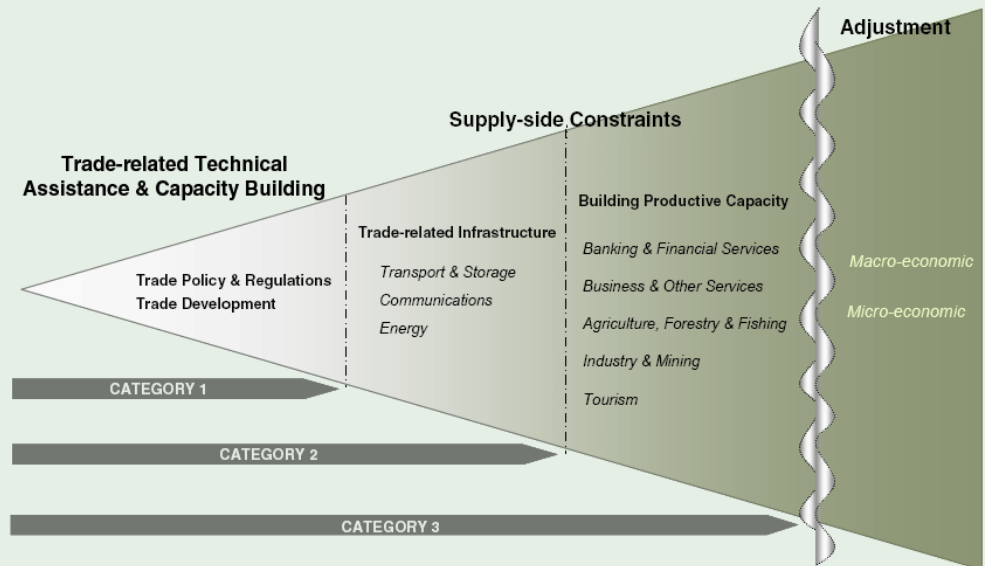 Adjustment
Supply-side Constraints
Trade-related Technical
Assistance & Capacity Building
Building Productive Capacity
Trade-related Infrastructure
Banking & Financial Services
Macro-economic
Transport & Storage
Trade Policy & Regulations
Business & Other Services
Communications
Trade Development
Micro-economic
Agriculture, Forestry & Fishing
Energy
Industry & Mining
CATEGORY 1
Tourism
CATEGORY 2
CATEGORY 3